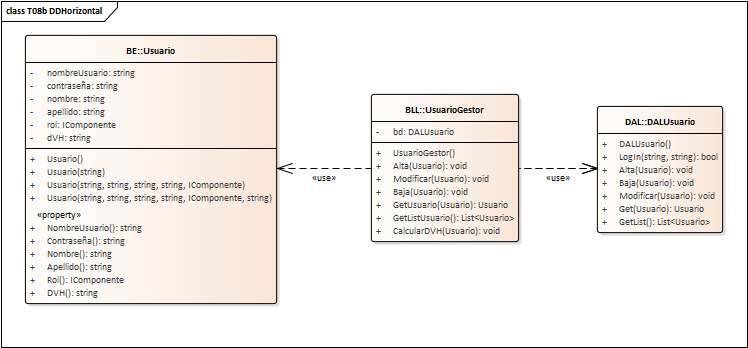 class T08b DDHorizontal
BE::Usuario
- nombreUsuario: string
- contraseña: string
- nombre: string
- apellido: string
- rol: IComponente
- dVH: string
+ Usuario()
+ Usuario(string)
+ Usuario(string, string, string, string, IComponente)
+ Usuario(string, string, string, string, IComponente, string)
«property»
+ NombreUsuario(): string
+ Contraseña(): string
+ Nombre(): string
+ Apellido(): string
+ Rol(): IComponente
+ DVH(): string
«use»
BLL::UsuarioGestor
- bd: DALUsuario
+ UsuarioGestor()
+ Alta(Usuario): void
+ Modificar(Usuario): void
+ Baja(Usuario): void
+ GetUsuario(Usuario): Usuario
+ GetListUsuario(): List<Usuario>
+ CalcularDVH(Usuario): void
«use»
DAL::DALUsuario
+ DALUsuario()
+ LogIn(string, string): bool
+ Alta(Usuario): void
+ Baja(Usuario): void
+ Modificar(Usuario): void
+ Get(Usuario): Usuario
+ GetList(): List<Usuario>